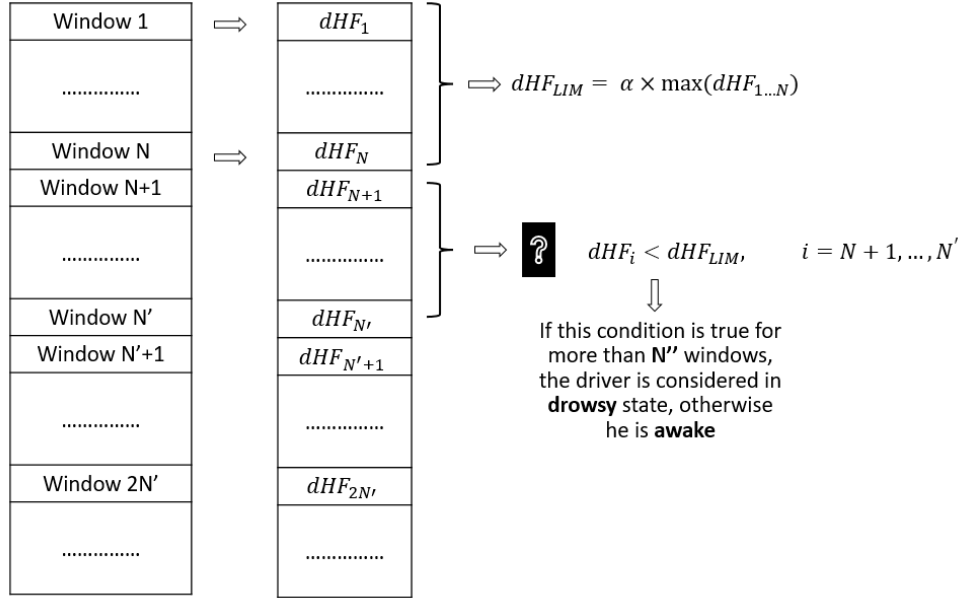 Window 1 ⇨ dHF₁
............... ...............
⇨ dHF_LIM = α × max(dHF₁…N)
Window N ⇨ dHF_N
Window N+1 dHF_N+1
............... ...............
⇨ ? dHF_i < dHF_LIM, i = N + 1, …, N′
Window N’ dHF_N′
Window N’+1 dHF_N′+1
If this condition is true for
more than N’’ windows,
the driver is considered in
drowsy state, otherwise
he is awake
............... ...............
Window 2N’ dHF_2N′
............... ...............